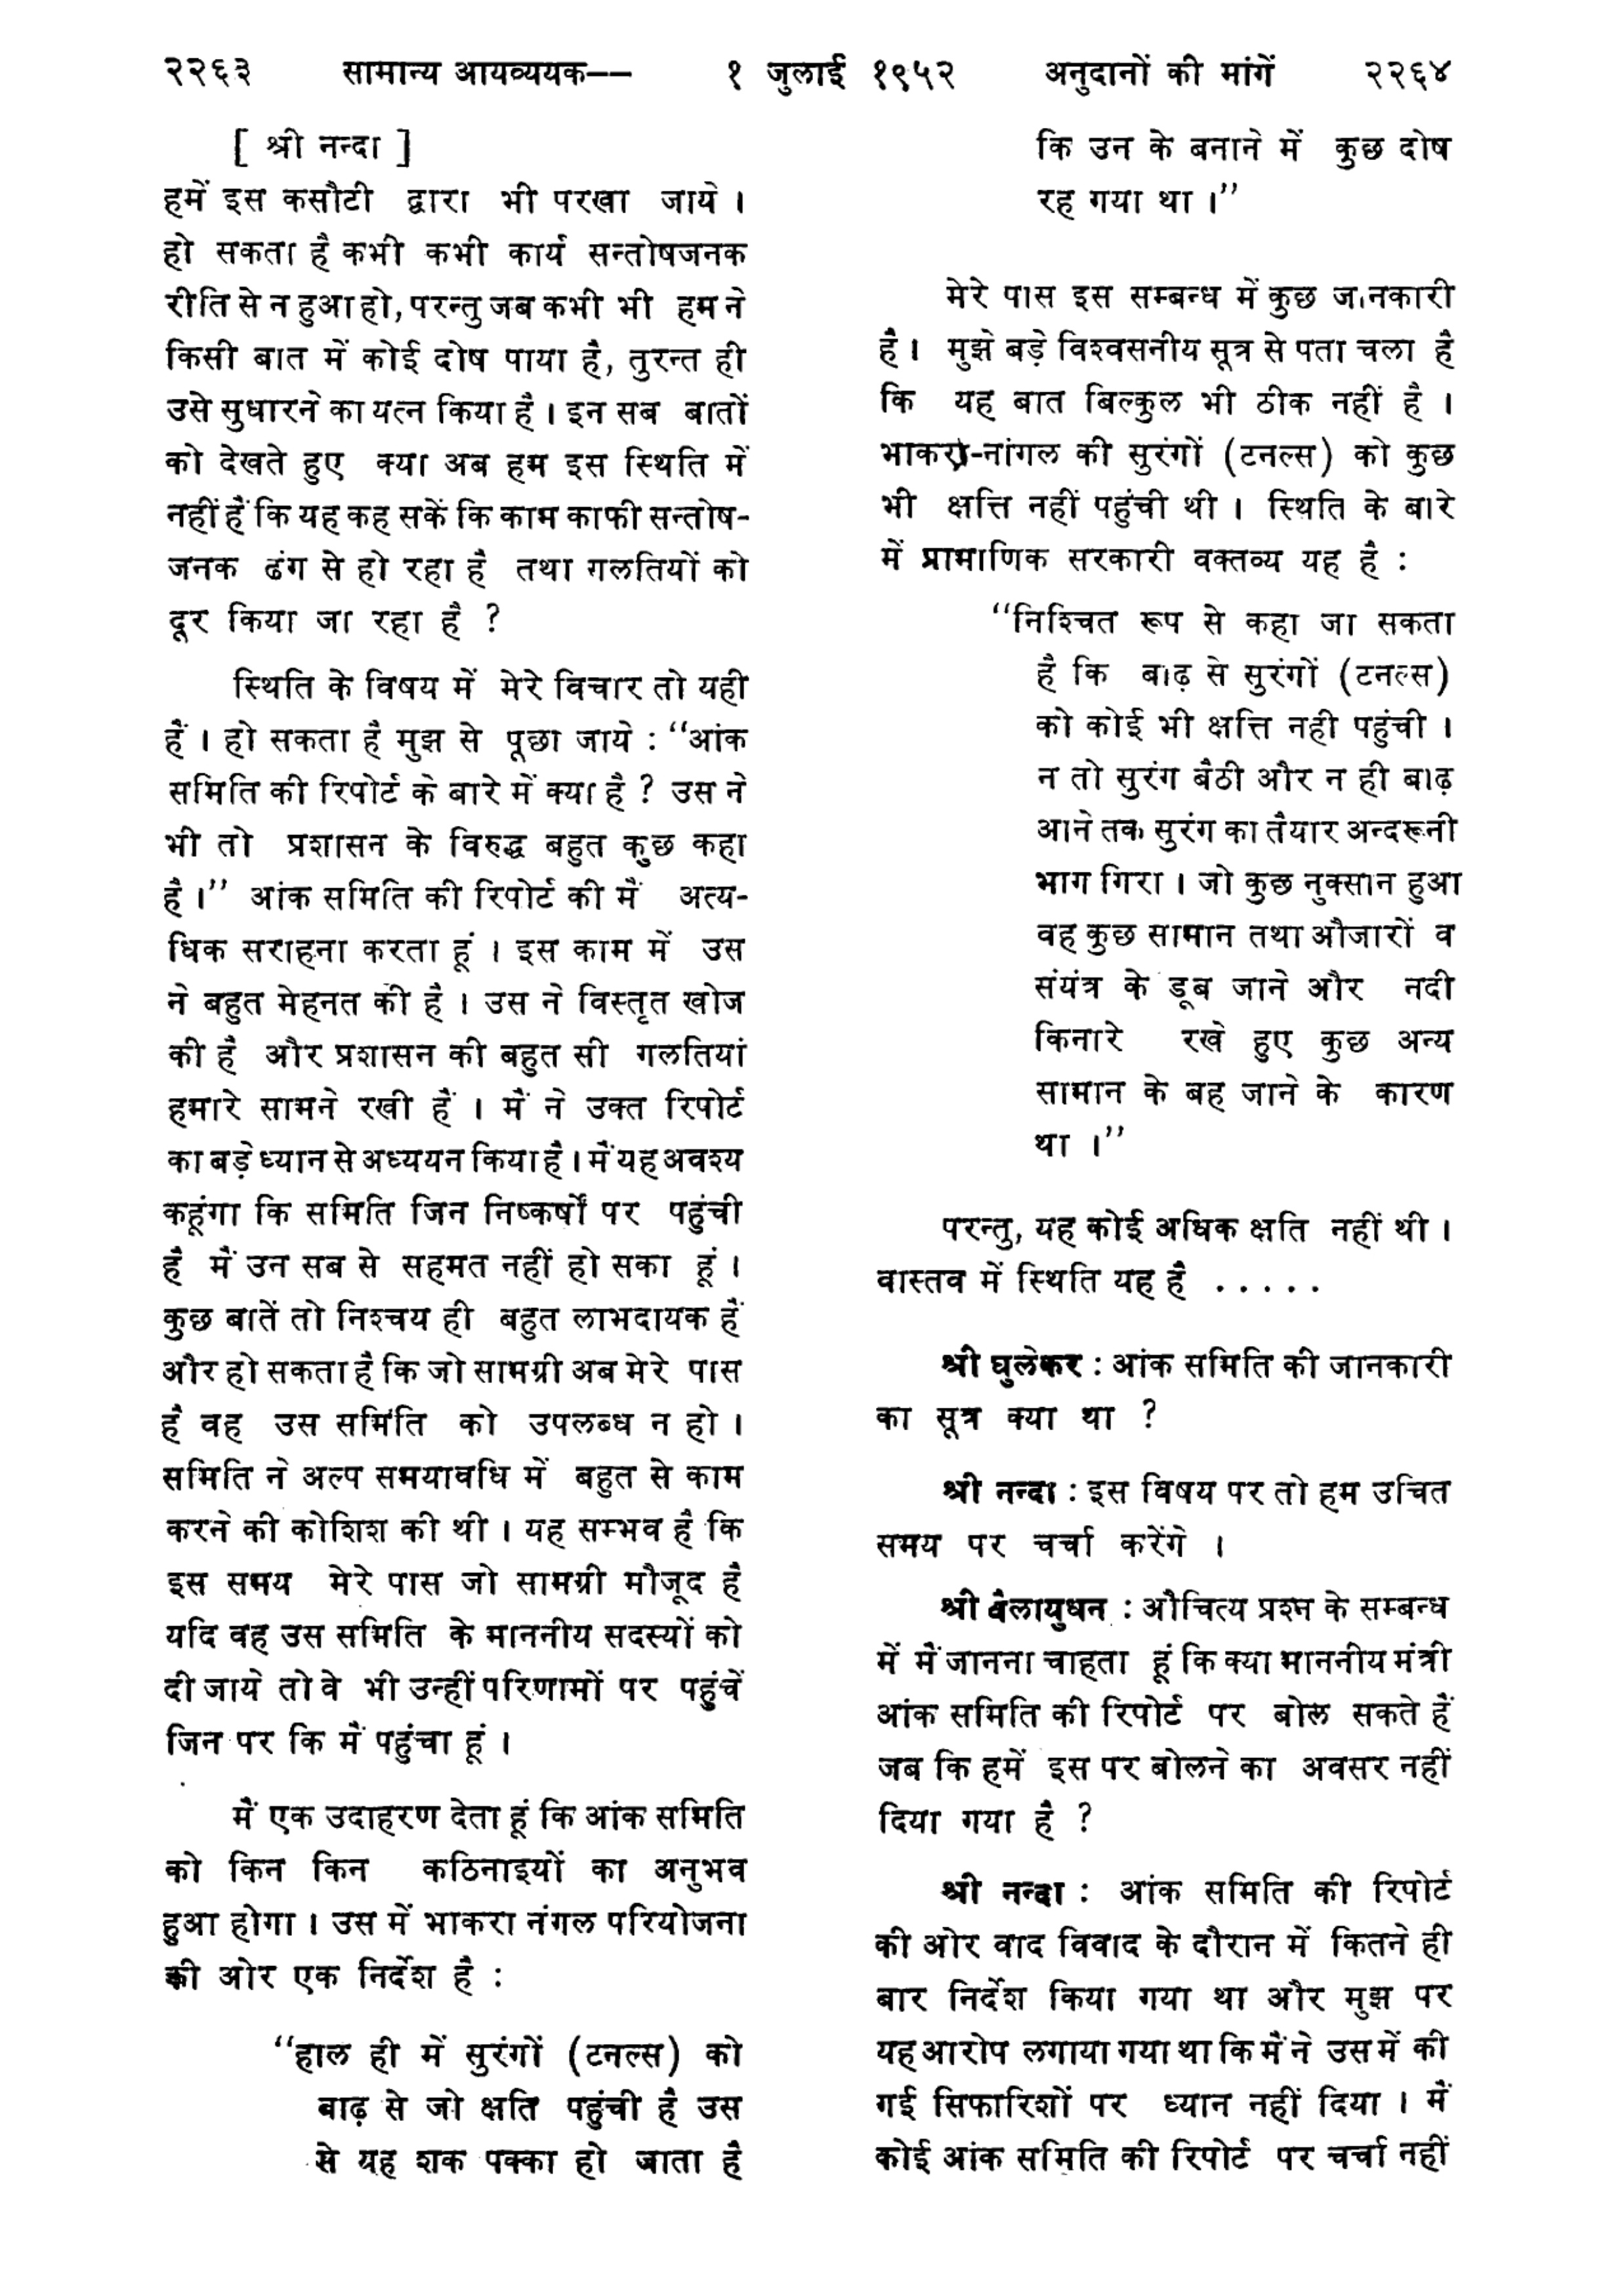 २२६३ सामान्य आयव्ययक–– १ जुलाई १९५२ अनुदानों की मांगें २२६४
[ श्री नन्दा ]
हमें इस कसौटी द्वारा भी परखा जाये ।
हो सकता है कभी कभी कार्य सन्तोषजनक
रीति से न हुआ हो, परन्तु जब कभी भी हम ने
किसी बात में कोई दोष पाया है, तुरन्त ही
उसे सुधारने का यत्न किया है । इन सब बातों
को देखते हुए क्या अब हम इस स्थिति में
नहीं हैं कि यह कह सकें कि काम काफी सन्तोष-
जनक ढंग से हो रहा है तथा गलतियों को
दूर किया जा रहा है ?
स्थिति के विषय में मेरे विचार तो यही
हैं । हो सकता है मुझ से पूछा जाये : "आंक
समिति की रिपोर्ट के बारे में क्या है ? उस ने
भी तो प्रशासन के विरुद्ध बहुत कुछ कहा
है ।" आंक समिति की रिपोर्ट की मैं अत्य-
धिक सराहना करता हूं । इस काम में उस
ने बहुत मेहनत की है । उस ने विस्तृत खोज
की है और प्रशासन की बहुत सी गलतियां
हमारे सामने रखी हैं । मैं ने उक्त रिपोर्ट
का बड़े ध्यान से अध्ययन किया है । मैं यह अवश्य
कहूंगा कि समिति जिन निष्कर्षों पर पहुंची
है मैं उन सब से सहमत नहीं हो सका हूं ।
कुछ बातें तो निश्चय ही बहुत लाभदायक हैं
और हो सकता है कि जो सामग्री अब मेरे पास
है वह उस समिति को उपलब्ध न हो ।
समिति ने अल्प समयावधि में बहुत से काम
करने की कोशिश की थी । यह सम्भव है कि
इस समय मेरे पास जो सामग्री मौजूद है
यदि वह उस समिति के माननीय सदस्यों को
दी जाये तो वे भी उन्हीं परिणामों पर पहुंचें
जिन पर कि मैं पहुंचा हूं ।
मैं एक उदाहरण देता हूं कि आंक समिति
को किन किन कठिनाइयों का अनुभव
हुआ होगा । उस में भाकरा नंगल परियोजना
की ओर एक निर्देश है :
"हाल ही में सुरंगों (टनल्स) को
बाढ़ से जो क्षति पहुंची है उस
से यह शक पक्का हो जाता है
कि उन के बनाने में कुछ दोष
रह गया था ।"
मेरे पास इस सम्बन्ध में कुछ जानकारी
है । मुझे बड़े विश्वसनीय सूत्र से पता चला है
कि यह बात बिल्कुल भी ठीक नहीं है ।
भाकरा-नांगल की सुरंगों (टनल्स) को कुछ
भी क्षत्ति नहीं पहुंची थी । स्थिति के बारे
में प्रामाणिक सरकारी वक्तव्य यह है :
"निश्चित रूप से कहा जा सकता
है कि बाढ़ से सुरंगों (टनल्स)
को कोई भी क्षत्ति नही पहुंची ।
न तो सुरंग बैठी और न ही बाढ़
आने तक सुरंग का तैयार अन्दरूनी
भाग गिरा । जो कुछ नुक्सान हुआ
वह कुछ सामान तथा औजारों व
संयंत्र के डूब जाने और नदी
किनारे रखे हुए कुछ अन्य
सामान के बह जाने के कारण
था ।"
परन्तु, यह कोई अधिक क्षति नहीं थी ।
वास्तव में स्थिति यह है . . . . .
श्री धुलेकर : आंक समिति की जानकारी
का सूत्र क्या था ?
श्री नन्दा : इस विषय पर तो हम उचित
समय पर चर्चा करेंगे ।
श्री वैलायुधन : औचित्य प्रश्न के सम्बन्ध
में मैं जानना चाहता हूं कि क्या माननीय मंत्री
आंक समिति की रिपोर्ट पर बोल सकते हैं
जब कि हमें इस पर बोलने का अवसर नहीं
दिया गया है ?
श्री नन्दा : आंक समिति की रिपोर्ट
की ओर वाद विवाद के दौरान में कितने ही
बार निर्देश किया गया था और मुझ पर
यह आरोप लगाया गया था कि मैं ने उस में की
गई सिफारिशों पर ध्यान नहीं दिया । मैं
कोई आंक समिति की रिपोर्ट पर चर्चा नहीं